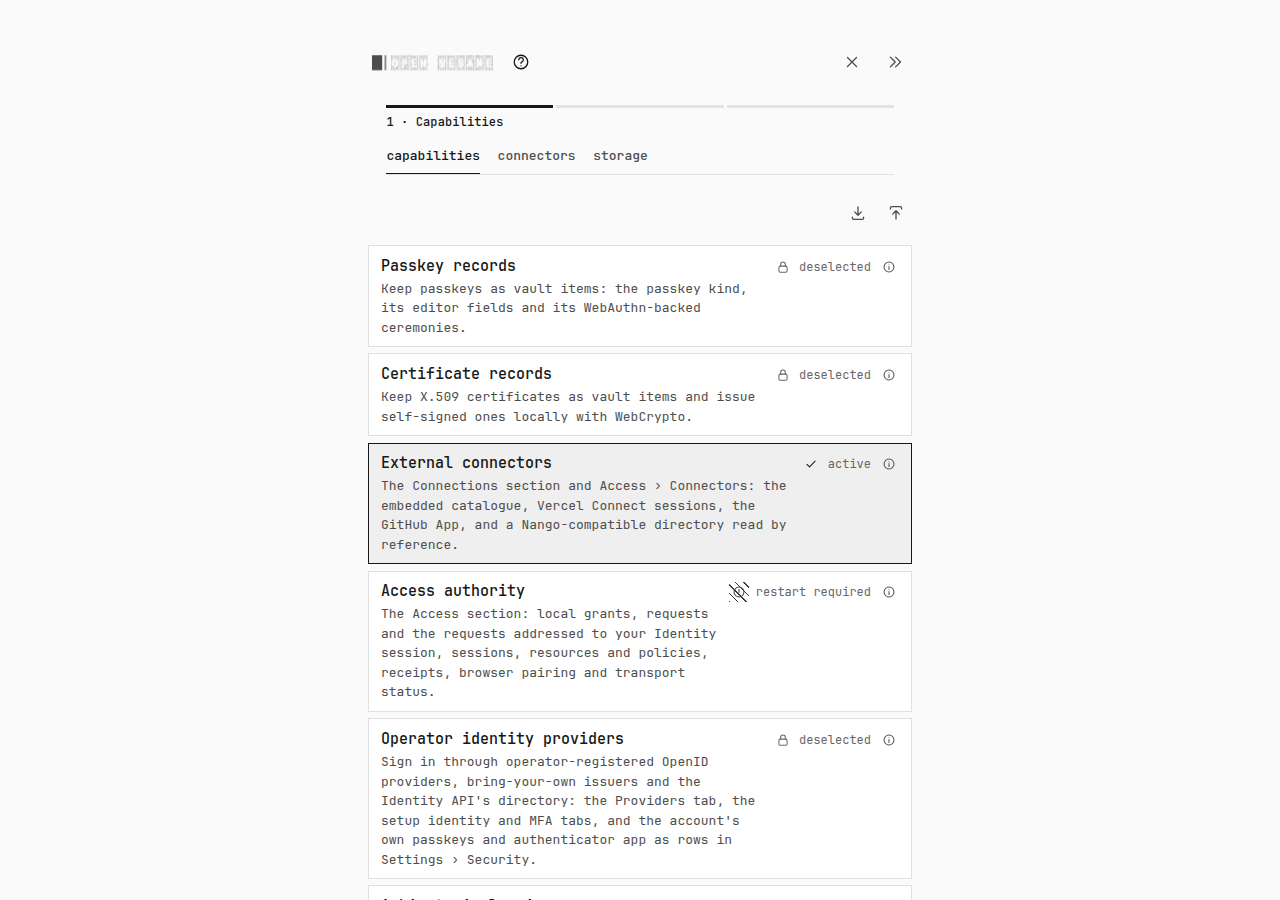 OPEN SESAME
1 · Capabilities
capabilities connectors storage
Passkey records deselected
Keep passkeys as vault items: the passkey kind,
its editor fields and its WebAuthn-backed
ceremonies.
Certificate records deselected
Keep X.509 certificates as vault items and issue
self-signed ones locally with WebCrypto.
External connectors active
The Connections section and Access › Connectors: the
embedded catalogue, Vercel Connect sessions, the
GitHub App, and a Nango-compatible directory read by
reference.
Access authority restart required
The Access section: local grants, requests
and the requests addressed to your Identity
session, sessions, resources and policies,
receipts, browser pairing and transport
status.
Operator identity providers deselected
Sign in through operator-registered OpenID
providers, bring-your-own issuers and the
Identity API's directory: the Providers tab, the
setup identity and MFA tabs, and the account's
own passkeys and authenticator app as rows in
Settings › Security.